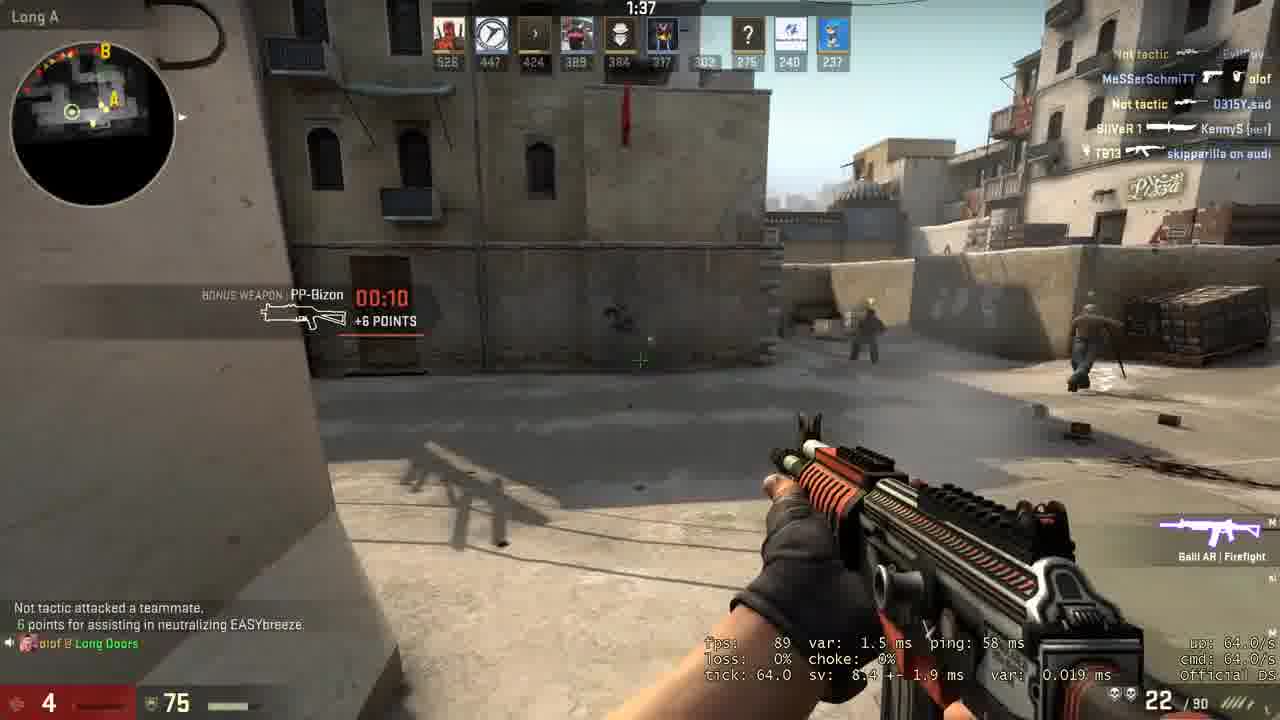 Long A
1:37
B
A
526 447 424 389 384 317 302 275 240 237
?
Not tactic
MeSSerSchmiTT olof
Not tactic D315Y.sad
SIlVeR 1 KennyS
TB13 skipparilla on audi
Pizza
BONUS WEAPON: PP-Bizon 00:10
+6 POINTS
Galil AR | Firefight
Not tactic attacked a teammate.
6 points for assisting in neutralizing EASYbreeze.
olof @ Long Doors
fps: 89 var: 1.5 ms ping: 58 ms
loss: 0% choke: 0%
tick: 64.0 sv: 8.4 +- 1.9 ms var: 0.019 ms
up: 64.0/s
cmd: 64.0/s
Official DS
4 75
22 / 90